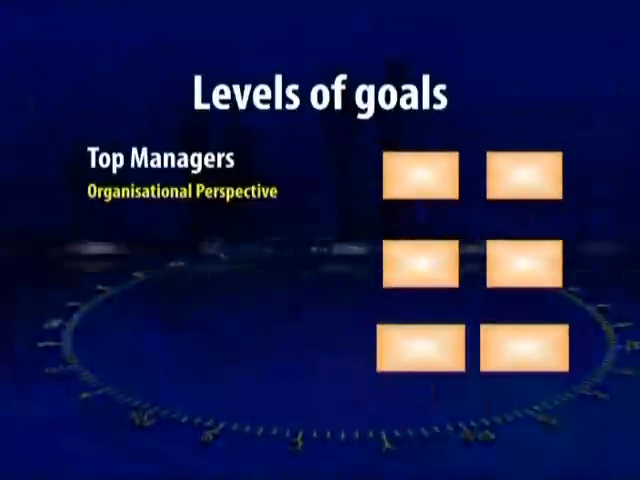 Levels of goals
Top Managers
Organisational Perspective